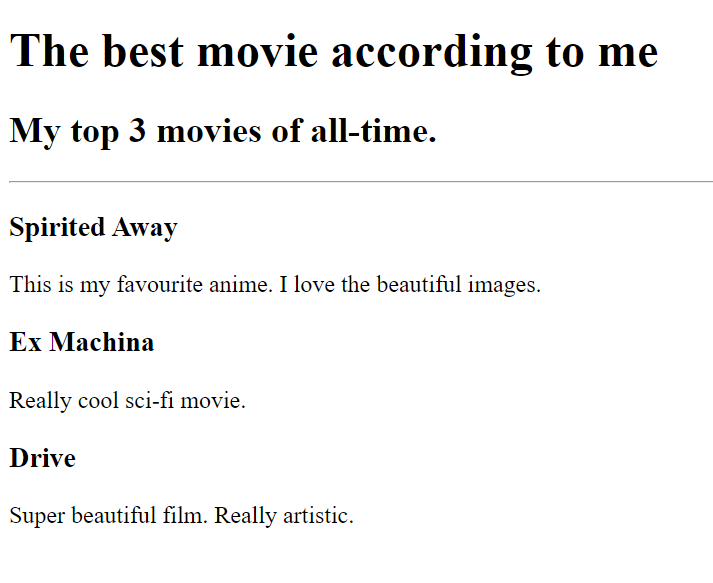 The best movie according to me
My top 3 movies of all-time.
Spirited Away
This is my favourite anime. I love the beautiful images.
Ex Machina
Really cool sci-fi movie.
Drive
Super beautiful film. Really artistic.